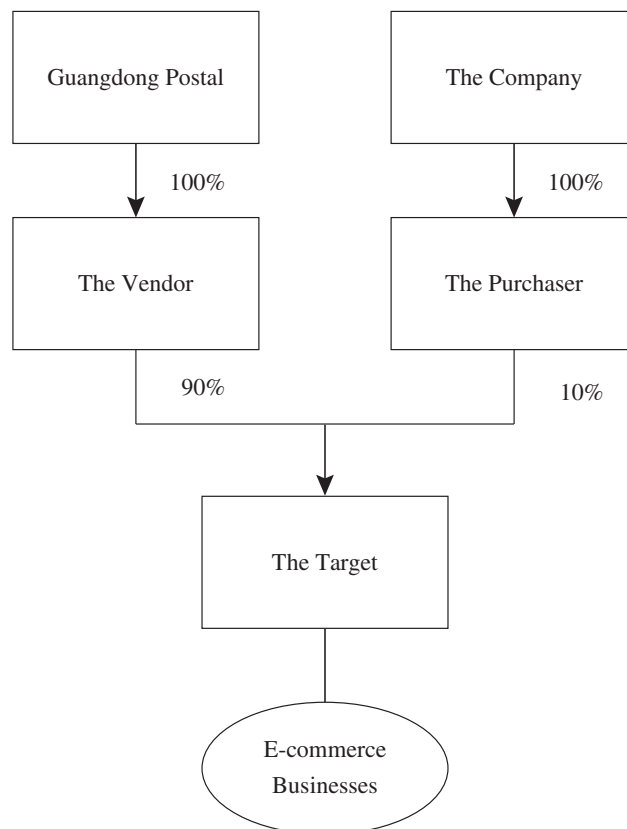 Guangdong Postal
The Company
100%
100%
The Vendor
The Purchaser
90%
10%
The Target
E-commerce
Businesses